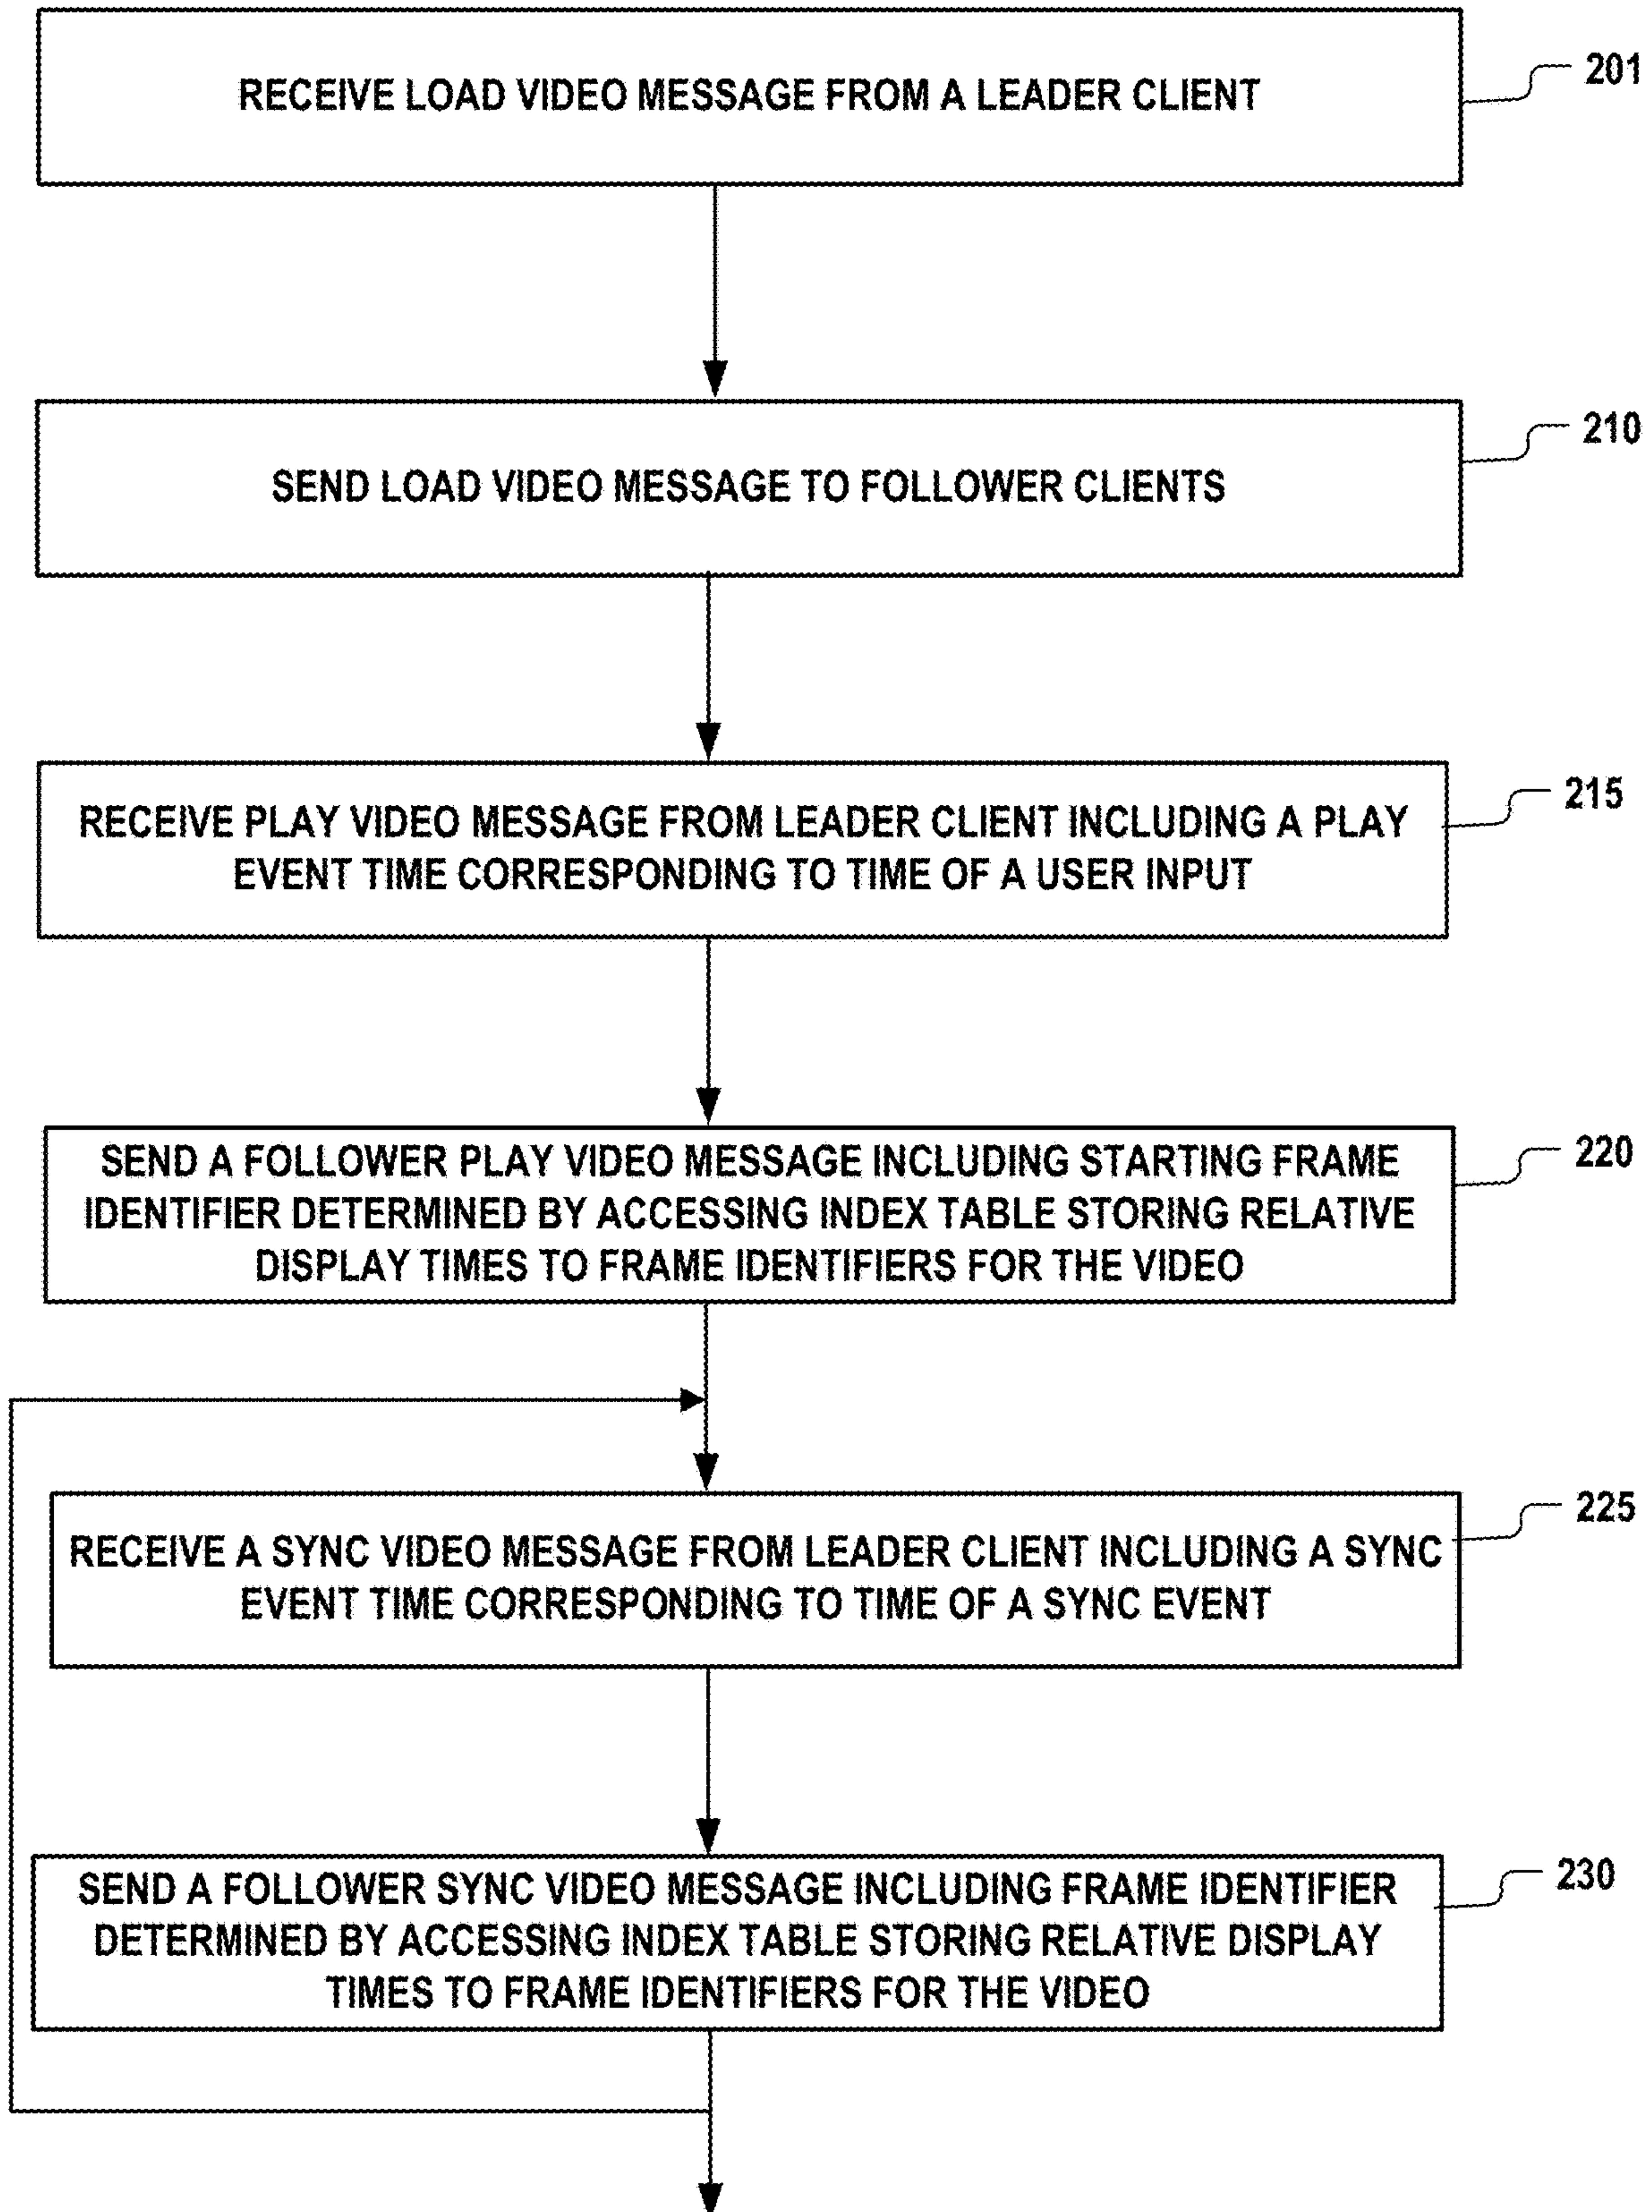 RECEIVE LOAD VIDEO MESSAGE FROM A LEADER CLIENT
201
SEND LOAD VIDEO MESSAGE TO FOLLOWER CLIENTS
210
RECEIVE PLAY VIDEO MESSAGE FROM LEADER CLIENT INCLUDING A PLAY
EVENT TIME CORRESPONDING TO TIME OF A USER INPUT
215
SEND A FOLLOWER PLAY VIDEO MESSAGE INCLUDING STARTING FRAME
IDENTIFIER DETERMINED BY ACCESSING INDEX TABLE STORING RELATIVE
DISPLAY TIMES TO FRAME IDENTIFIERS FOR THE VIDEO
220
RECEIVE A SYNC VIDEO MESSAGE FROM LEADER CLIENT INCLUDING A SYNC
EVENT TIME CORRESPONDING TO TIME OF A SYNC EVENT
225
SEND A FOLLOWER SYNC VIDEO MESSAGE INCLUDING FRAME IDENTIFIER
DETERMINED BY ACCESSING INDEX TABLE STORING RELATIVE DISPLAY
TIMES TO FRAME IDENTIFIERS FOR THE VIDEO
230